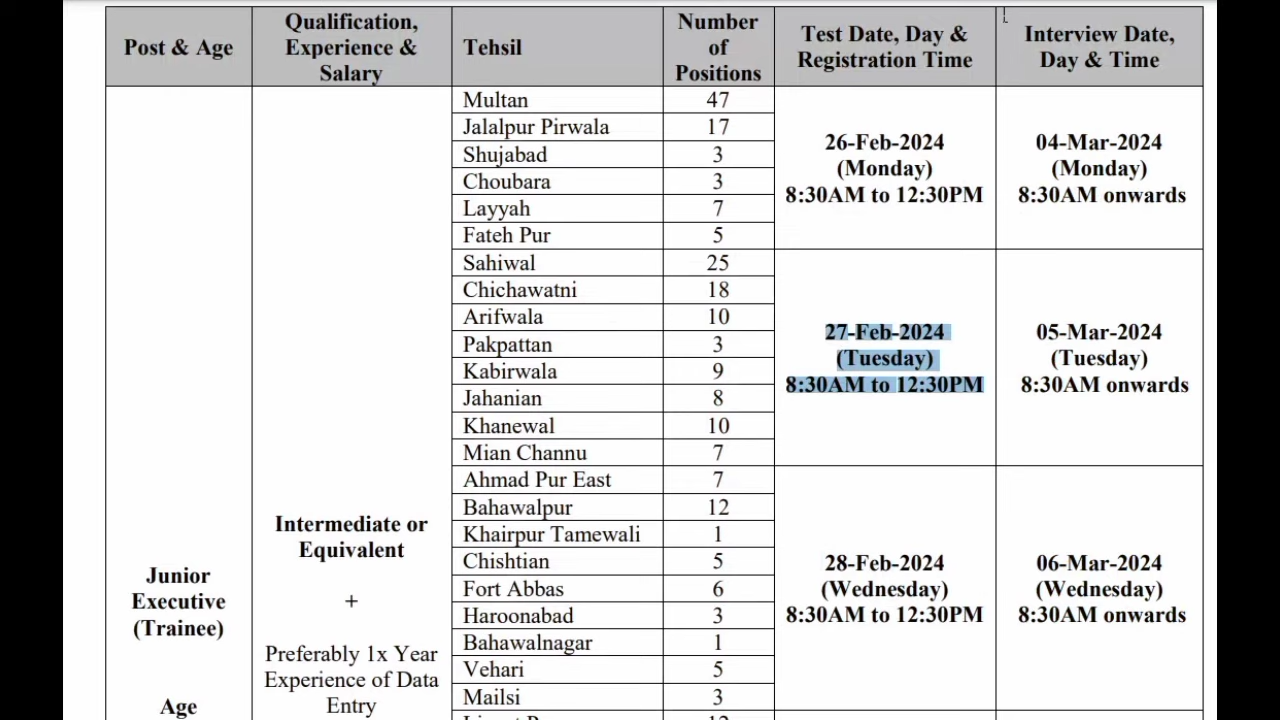 Post & Age
Qualification,
Experience &
Salary
Tehsil
Number
of
Positions
Test Date, Day &
Registration Time
Interview Date,
Day & Time
Junior
Executive
(Trainee)
Age
Intermediate or
Equivalent
+
Preferably 1x Year
Experience of Data
Entry
Multan 47
Jalalpur Pirwala 17
Shujabad 3
Choubara 3
Layyah 7
Fateh Pur 5
26-Feb-2024
(Monday)
8:30AM to 12:30PM
04-Mar-2024
(Monday)
8:30AM onwards
Sahiwal 25
Chichawatni 18
Arifwala 10
Pakpattan 3
Kabirwala 9
Jahanian 8
Khanewal 10
Mian Channu 7
27-Feb-2024
(Tuesday)
8:30AM to 12:30PM
05-Mar-2024
(Tuesday)
8:30AM onwards
Ahmad Pur East 7
Bahawalpur 12
Khairpur Tamewali 1
Chishtian 5
Fort Abbas 6
Haroonabad 3
Bahawalnagar 1
Vehari 5
Mailsi 3
28-Feb-2024
(Wednesday)
8:30AM to 12:30PM
06-Mar-2024
(Wednesday)
8:30AM onwards